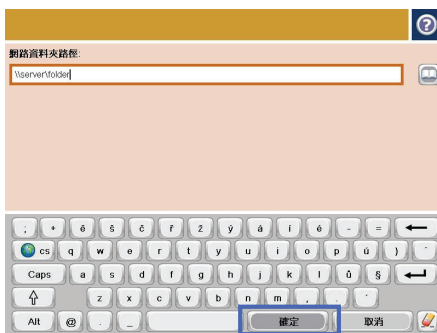 ?
網路資料夾路徑:
\\server\folder
; + ě š č ř ž ý á í é - = ←
cs q w e r t y u i o p ú )
Caps a s d f g h j k l ů §
z x c v b n m , .
Alt @ . _ 確定 取消